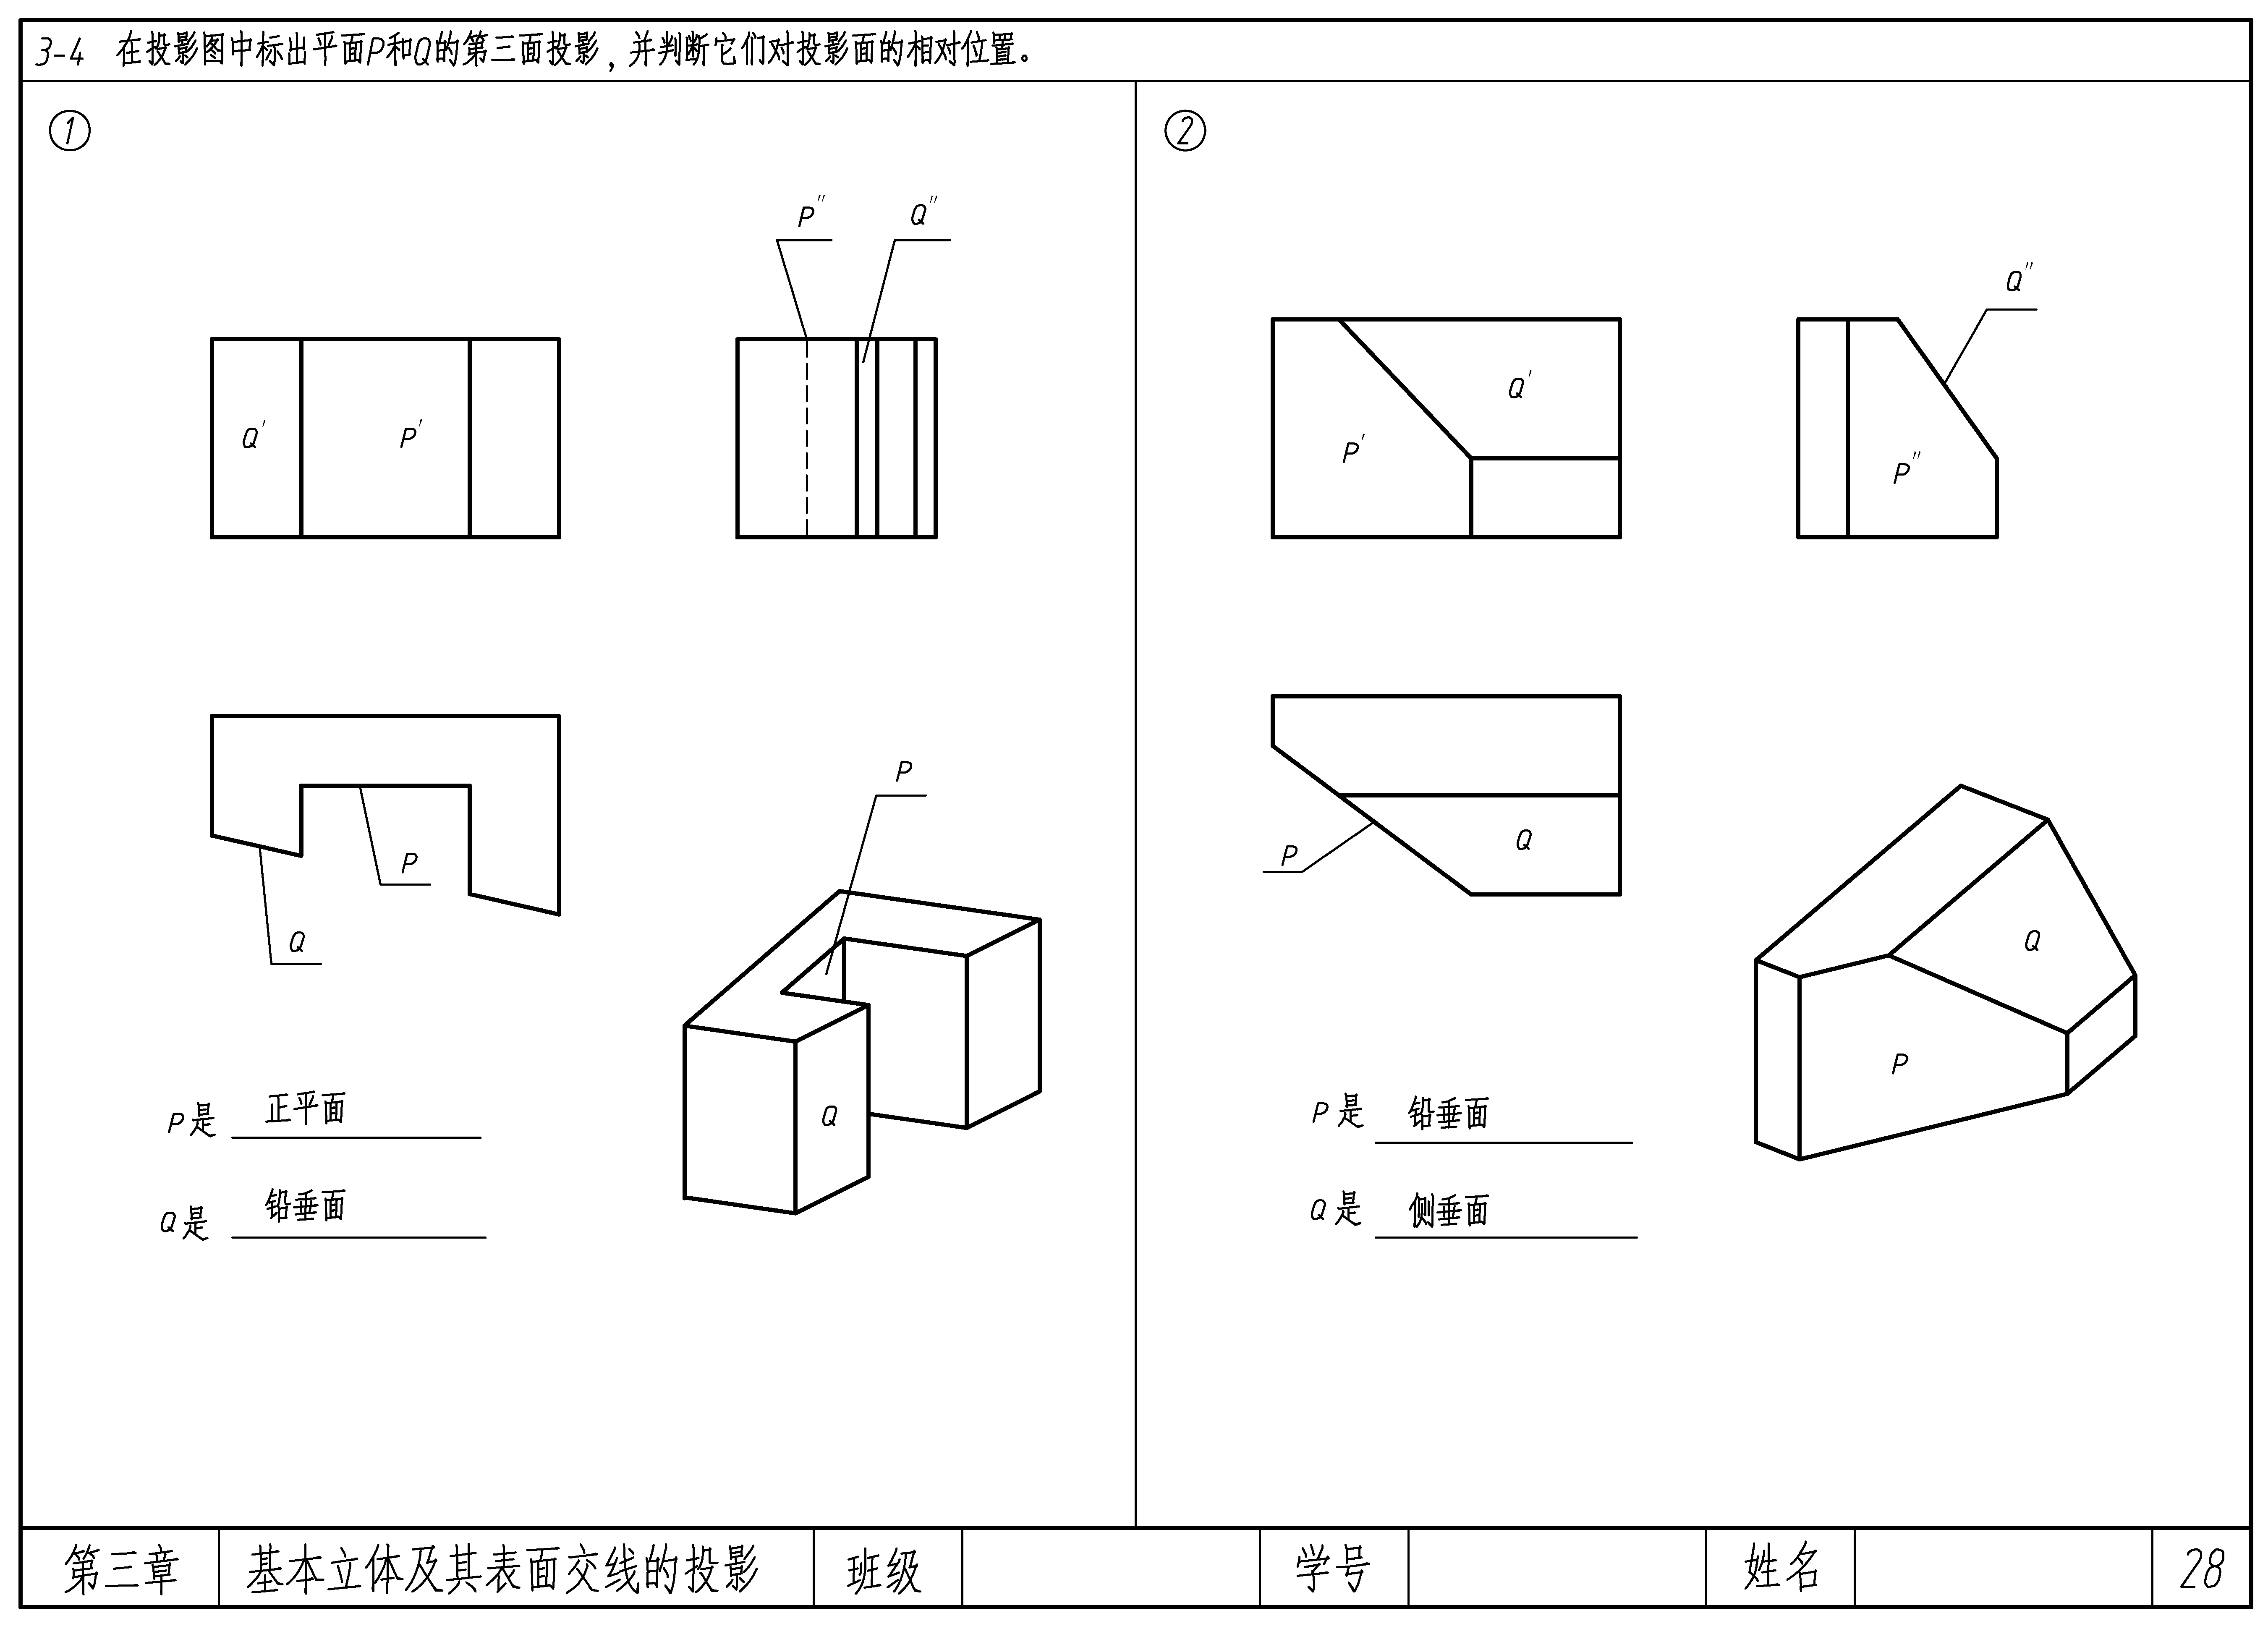 3-4 在投影图中标出平面P和Q的第三面投影,并判断它们对投影面的相对位置。
①
P"
Q"
Q'
P'
P
Q
P
Q
P是 正平面
Q是 铅垂面
②
Q"
Q'
P'
P"
P
Q
Q
P
P是 铅垂面
Q是 侧垂面
第三章 基本立体及其表面交线的投影 班级 学号 姓名 28